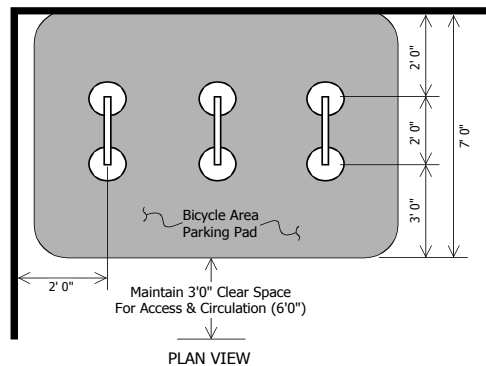 2' 0"
2' 0"
7' 0"
3' 0"
Bicycle Area
Parking Pad
2' 0"
Maintain 3'0" Clear Space
For Access & Circulation (6'0")
PLAN VIEW